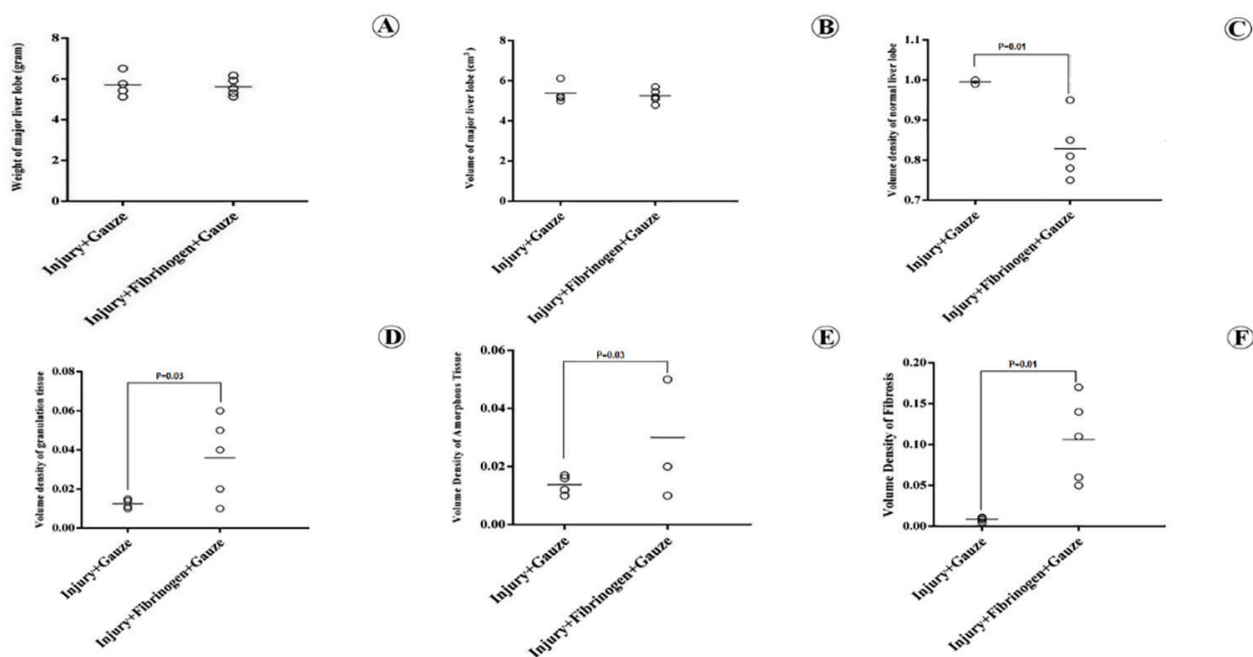 A
Weight of major liver lobe (gram)
8
6
4
2
0
Injury+Gauze
Injury+Fibrinogen+Gauze
B
Volume of major liver lobe (cm³)
8
6
4
2
0
Injury+Gauze
Injury+Fibrinogen+Gauze
C
Volume density of normal liver lobe
P=0.01
1.1
1.0
0.9
0.8
0.7
Injury+Gauze
Injury+Fibrinogen+Gauze
D
Volume density of granulation tissue
P=0.03
0.08
0.06
0.04
0.02
0.00
Injury+Gauze
Injury+Fibrinogen+Gauze
E
Volume Density of Amorphous Tissue
P=0.03
0.06
0.04
0.02
0.00
Injury+Gauze
Injury+Fibrinogen+Gauze
F
Volume Density of Fibrosis
P=0.01
0.20
0.15
0.10
0.05
0.00
Injury+Gauze
Injury+Fibrinogen+Gauze